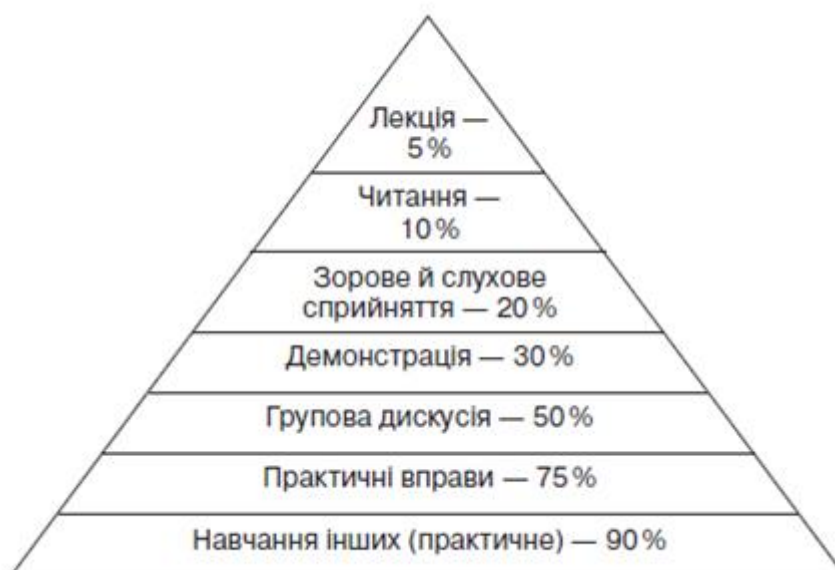 Лекція —
5 %
Читання —
10 %
Зорове й слухове
сприйняття — 20 %
Демонстрація — 30 %
Групова дискусія — 50 %
Практичні вправи — 75 %
Навчання інших (практичне) — 90 %